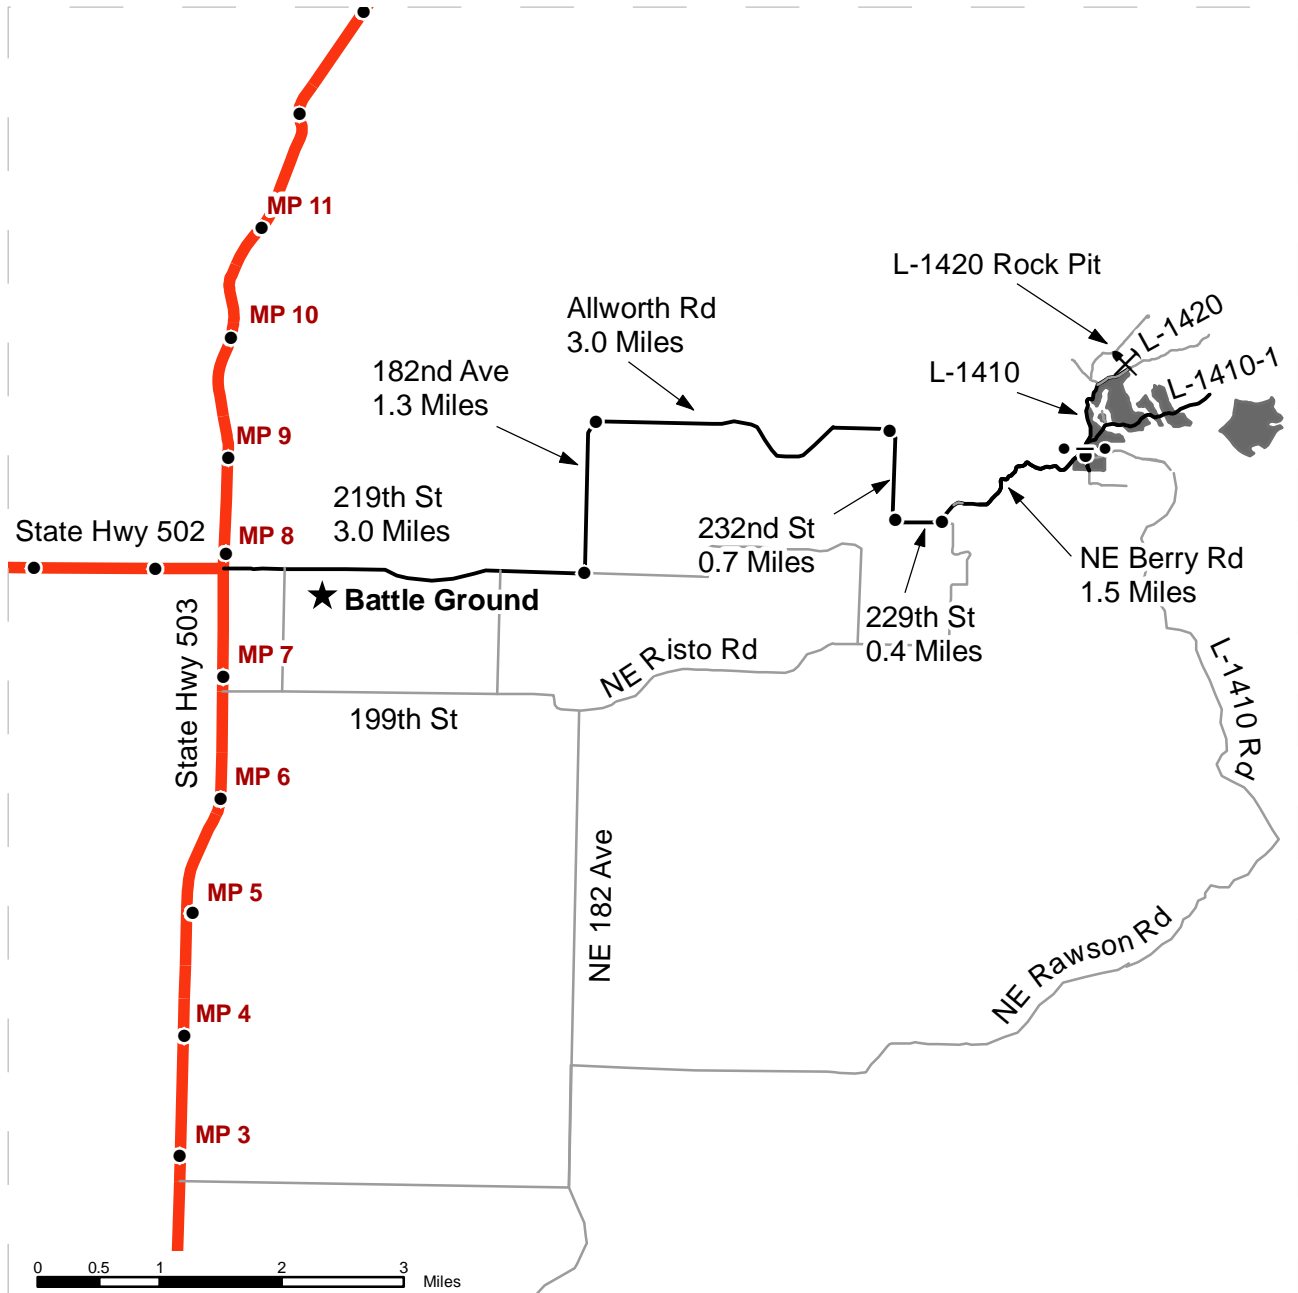 MP 11
L-1420 Rock Pit
Allworth Rd
3.0 Miles
MP 10
L-1420
182nd Ave
1.3 Miles
L-1410
L-1410-1
MP 9
219th St
3.0 Miles
State Hwy 502
MP 8
232nd St
0.7 Miles
NE Berry Rd
1.5 Miles
Battle Ground
229th St
0.4 Miles
State Hwy 503
MP 7
NE Risto Rd
L-1410 Rd
199th St
MP 6
NE 182 Ave
MP 5
NE Rawson Rd
MP 4
MP 3
0 0.5 1 2 3
Miles